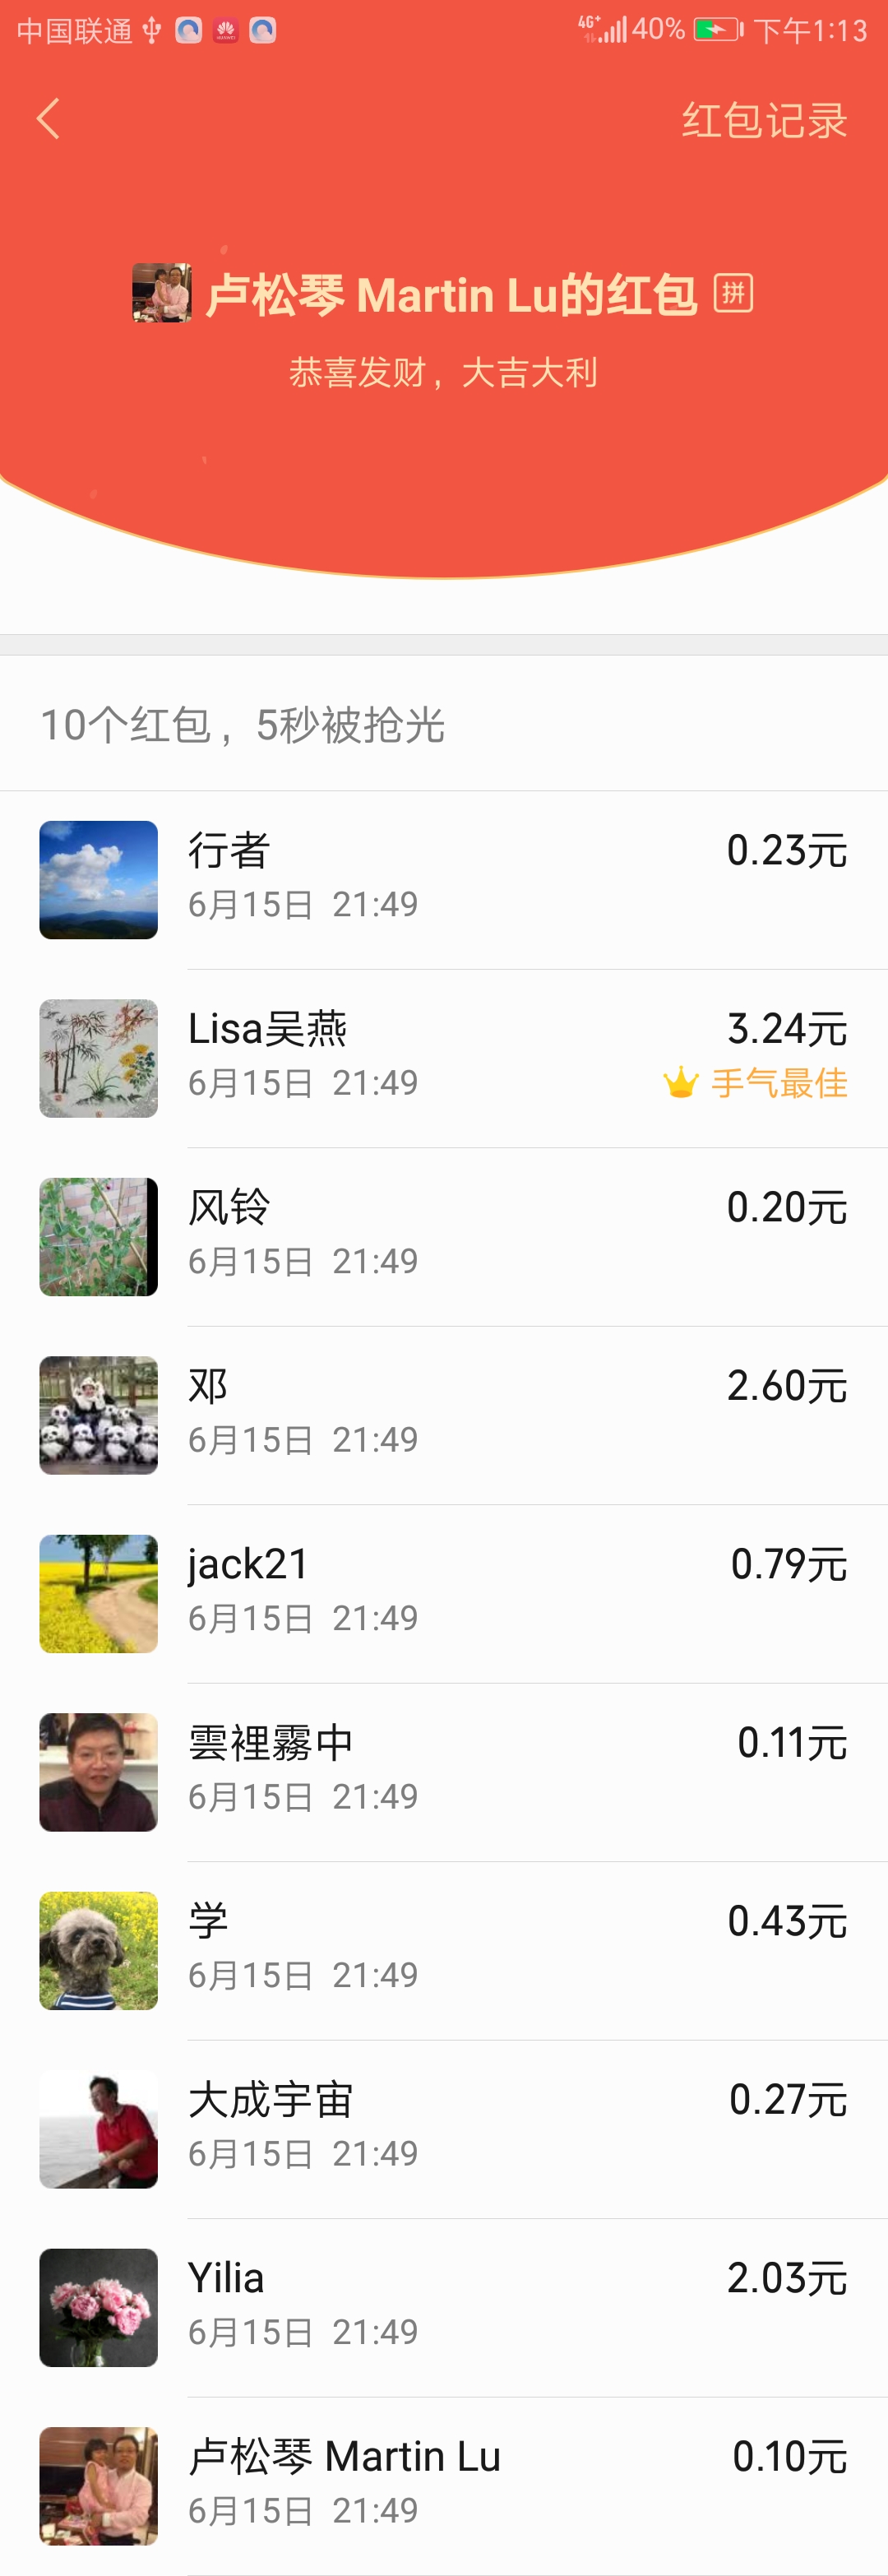 中国联通 4G+ 40% 下午1:13
红包记录
卢松琴 Martin Lu的红包 拼
恭喜发财，大吉大利
10个红包，5秒被抢光
行者 0.23元
6月15日 21:49
Lisa吴燕 3.24元
6月15日 21:49 手气最佳
风铃 0.20元
6月15日 21:49
邓 2.60元
6月15日 21:49
jack21 0.79元
6月15日 21:49
雲裡霧中 0.11元
6月15日 21:49
学 0.43元
6月15日 21:49
大成宇宙 0.27元
6月15日 21:49
Yilia 2.03元
6月15日 21:49
卢松琴 Martin Lu 0.10元
6月15日 21:49